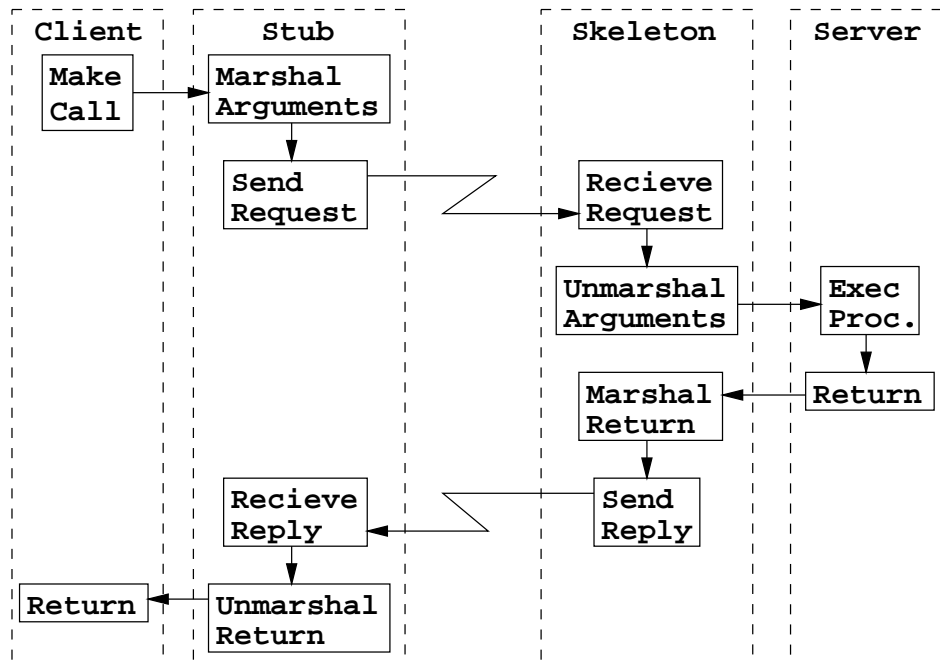 Client
Stub
Skeleton
Server
Make
Call
Marshal
Arguments
Send
Request
Recieve
Request
Unmarshal
Arguments
Exec
Proc.
Return
Marshal
Return
Send
Reply
Recieve
Reply
Unmarshal
Return
Return